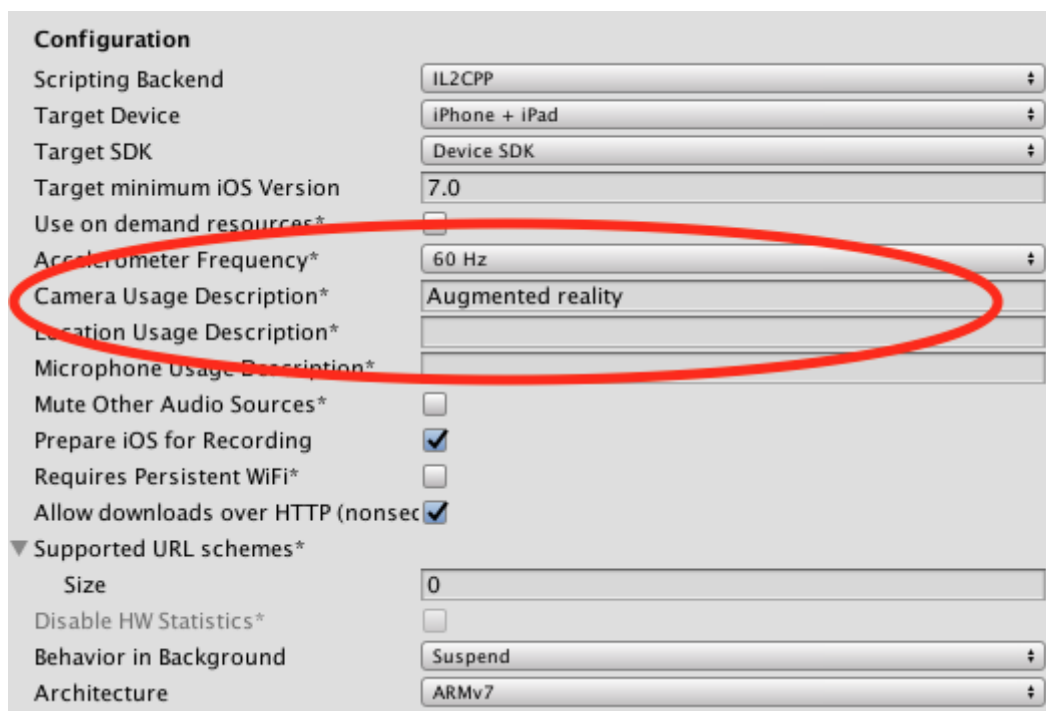 Configuration
Scripting Backend IL2CPP
Target Device iPhone + iPad
Target SDK Device SDK
Target minimum iOS Version 7.0
Use on demand resources*
Accelerometer Frequency* 60 Hz
Camera Usage Description* Augmented reality
Location Usage Description*
Microphone Usage Description*
Mute Other Audio Sources*
Prepare iOS for Recording
Requires Persistent WiFi*
Allow downloads over HTTP (nonsec
Supported URL schemes*
Size 0
Disable HW Statistics*
Behavior in Background Suspend
Architecture ARMv7